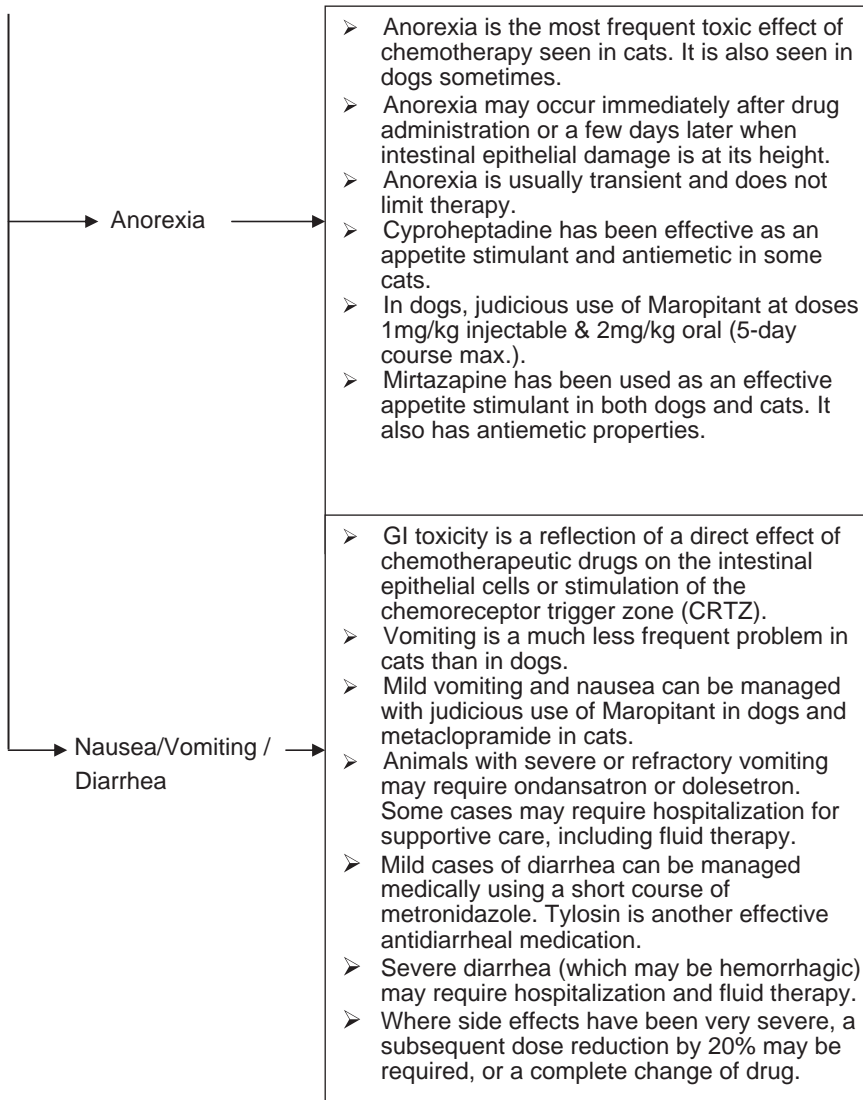 Anorexia
➢ Anorexia is the most frequent toxic effect of
chemotherapy seen in cats. It is also seen in
dogs sometimes.
➢ Anorexia may occur immediately after drug
administration or a few days later when
intestinal epithelial damage is at its height.
➢ Anorexia is usually transient and does not
limit therapy.
➢ Cyproheptadine has been effective as an
appetite stimulant and antiemetic in some
cats.
➢ In dogs, judicious use of Maropitant at doses
1mg/kg injectable & 2mg/kg oral (5-day
course max.).
➢ Mirtazapine has been used as an effective
appetite stimulant in both dogs and cats. It
also has antiemetic properties.
Nausea/Vomiting /
Diarrhea
➢ GI toxicity is a reflection of a direct effect of
chemotherapeutic drugs on the intestinal
epithelial cells or stimulation of the
chemoreceptor trigger zone (CRTZ).
➢ Vomiting is a much less frequent problem in
cats than in dogs.
➢ Mild vomiting and nausea can be managed
with judicious use of Maropitant in dogs and
metaclopramide in cats.
➢ Animals with severe or refractory vomiting
may require ondansatron or dolesetron.
Some cases may require hospitalization for
supportive care, including fluid therapy.
➢ Mild cases of diarrhea can be managed
medically using a short course of
metronidazole. Tylosin is another effective
antidiarrheal medication.
➢ Severe diarrhea (which may be hemorrhagic)
may require hospitalization and fluid therapy.
➢ Where side effects have been very severe, a
subsequent dose reduction by 20% may be
required, or a complete change of drug.